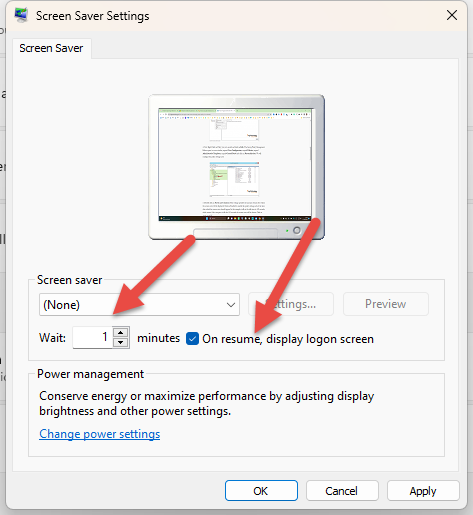 Screen Saver Settings
Screen Saver
Screen saver
(None)
Settings...
Preview
Wait:
1
minutes
On resume, display logon screen
Power management
Conserve energy or maximize performance by adjusting display
brightness and other power settings.
Change power settings
OK
Cancel
Apply